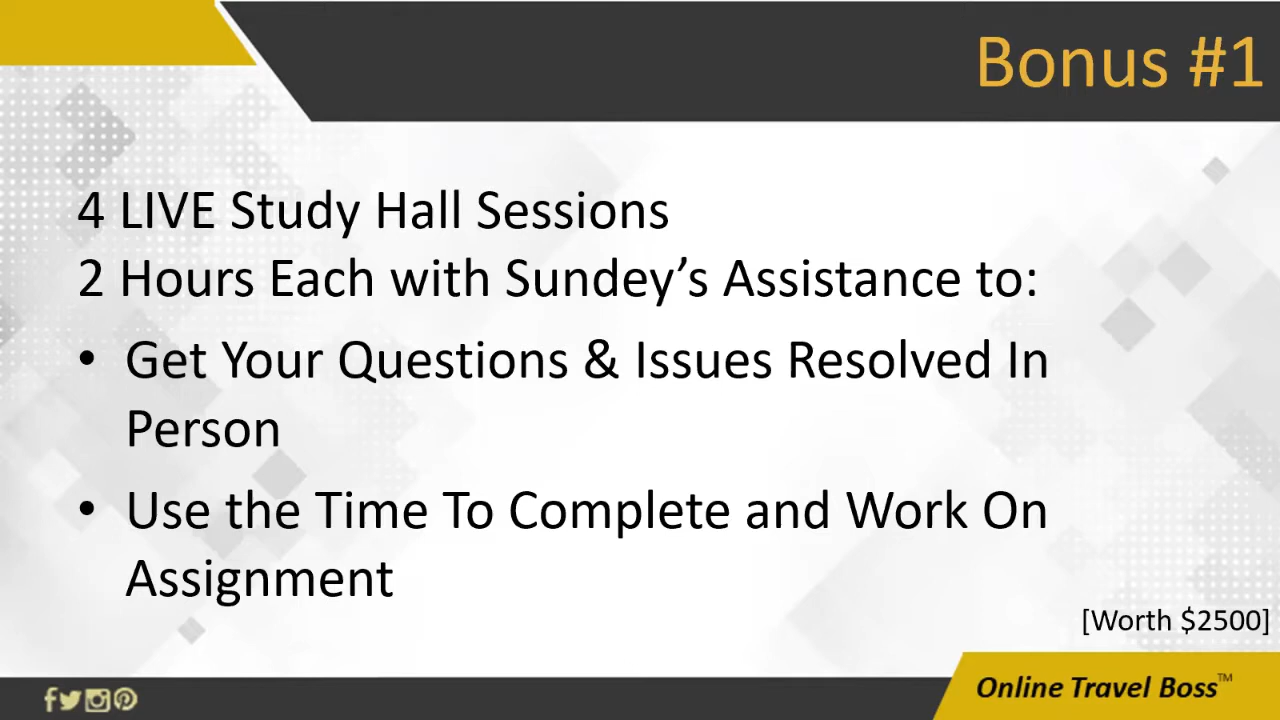 Bonus #1
4 LIVE Study Hall Sessions
2 Hours Each with Sundey’s Assistance to:
• Get Your Questions & Issues Resolved In
Person
• Use the Time To Complete and Work On
Assignment
[Worth $2500]
Online Travel Boss™